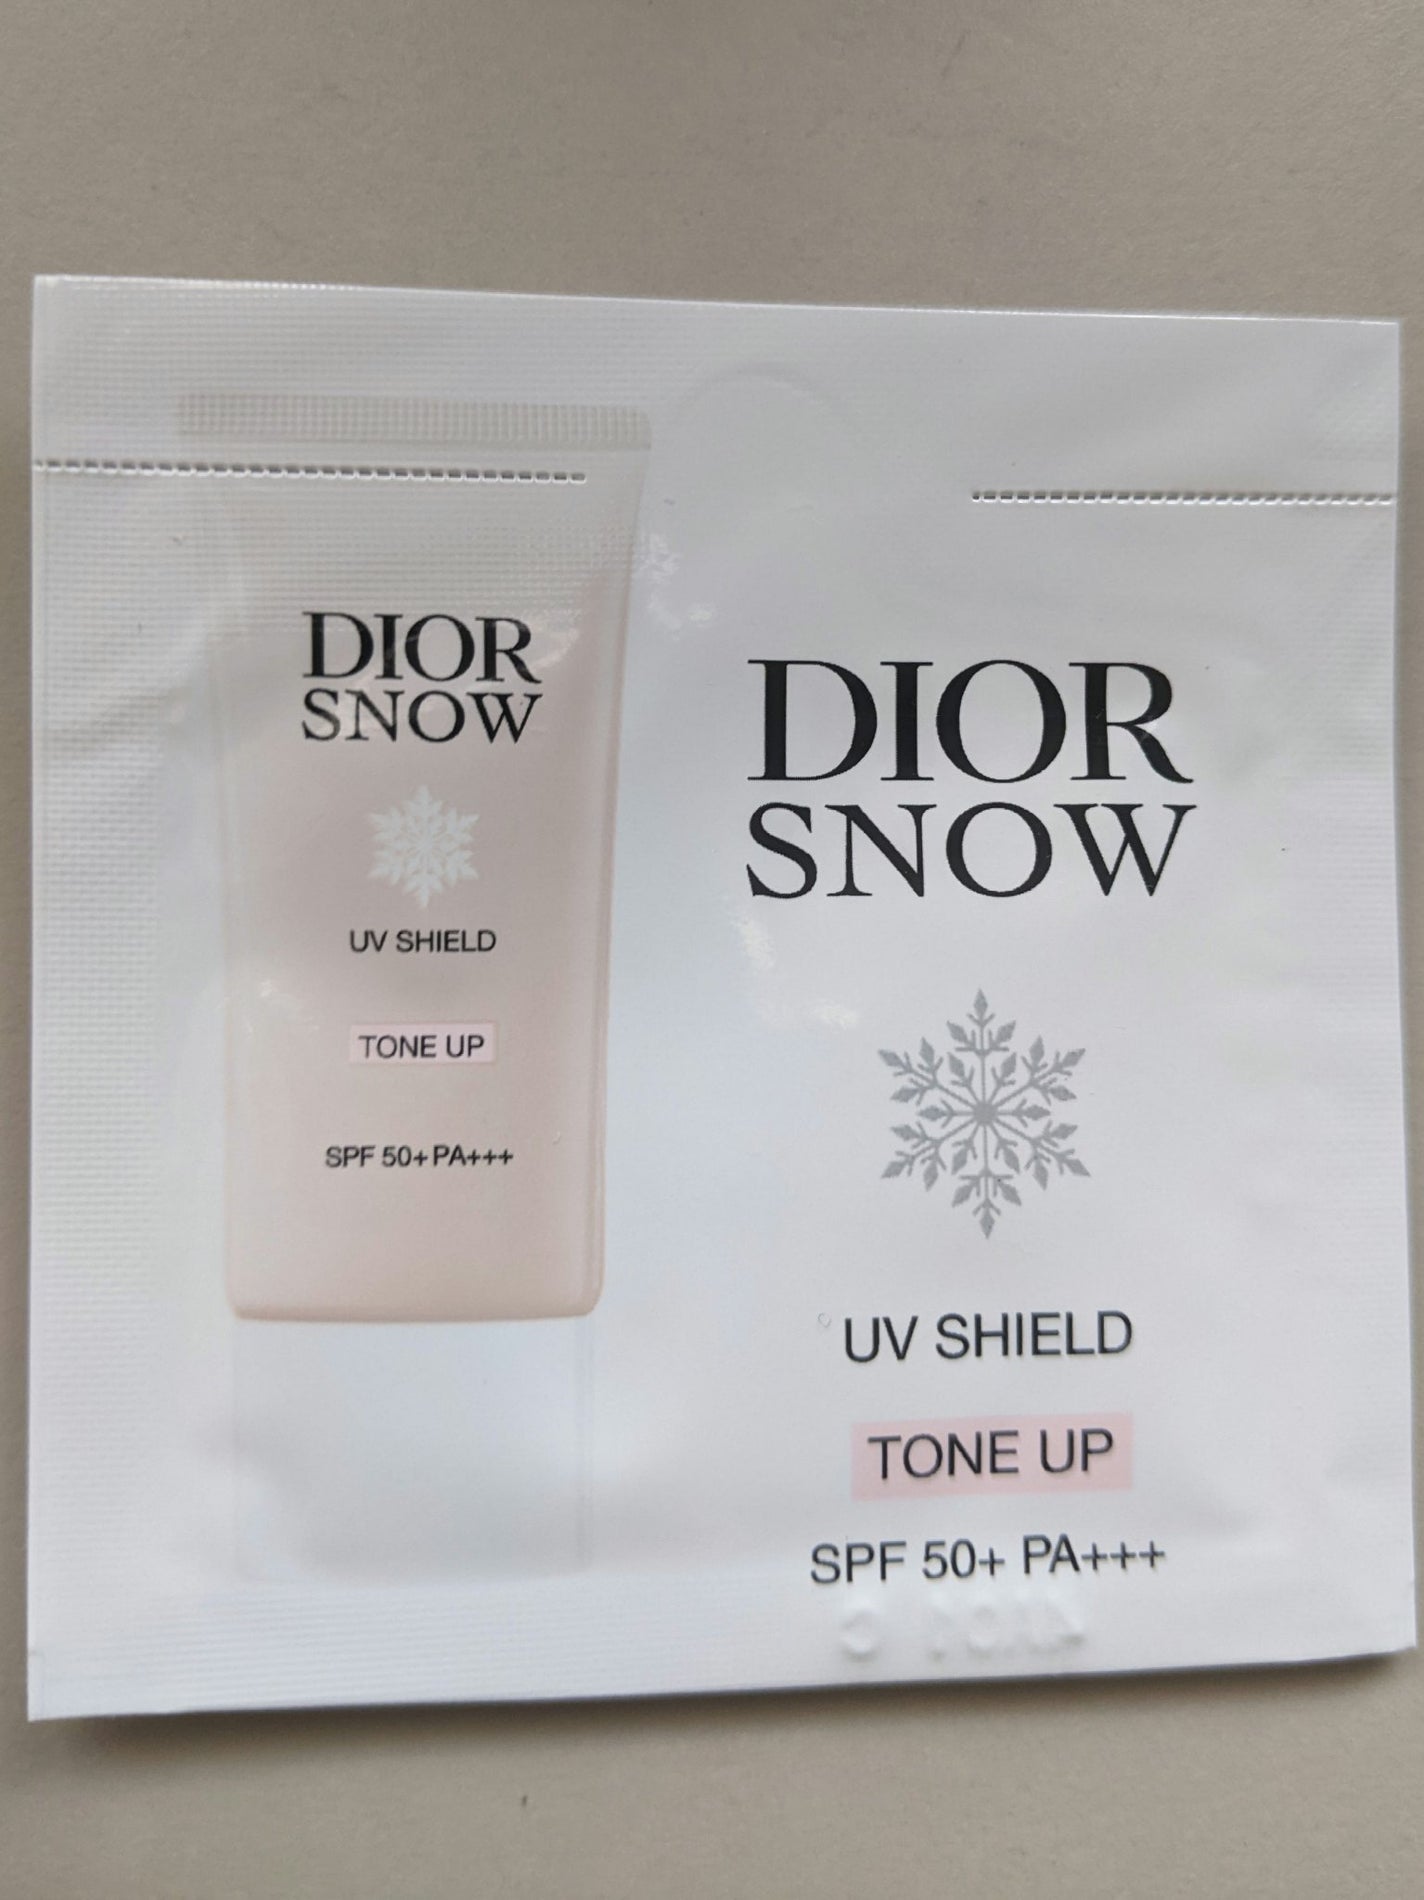 DIOR
SNOW
UV SHIELD
TONE UP
SPF 50+ PA+++
DIOR
SNOW
UV SHIELD
TONE UP
SPF 50+ PA+++